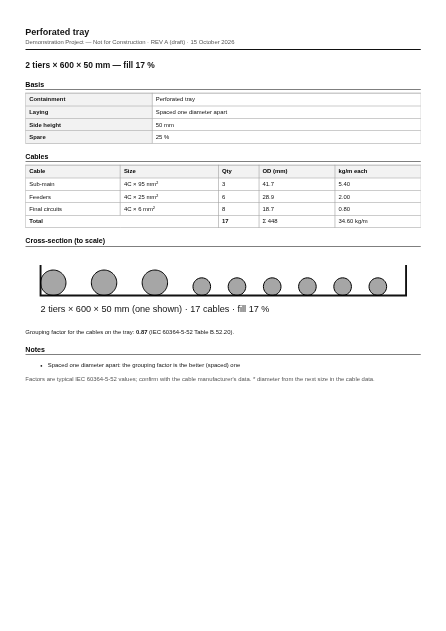 Perforated tray
Demonstration Project — Not for Construction · REV A (draft) · 15 October 2026
2 tiers × 600 × 50 mm — fill 17 %
Basis
Containment Perforated tray
Laying Spaced one diameter apart
Side height 50 mm
Spare 25 %
Cables
Cable Size Qty OD (mm) kg/m each
Sub-main 4C × 95 mm² 3 41.7 5.40
Feeders 4C × 25 mm² 6 28.9 2.00
Final circuits 4C × 6 mm² 8 18.7 0.80
Total 17 Σ 448 34.60 kg/m
Cross-section (to scale)
2 tiers × 600 × 50 mm (one shown) · 17 cables · fill 17 %
Grouping factor for the cables on the tray: 0.87 (IEC 60364-5-52 Table B.52.20).
Notes
• Spaced one diameter apart: the grouping factor is the better (spaced) one
Factors are typical IEC 60364-5-52 values; confirm with the cable manufacturer's data. * diameter from the next size in the cable data.